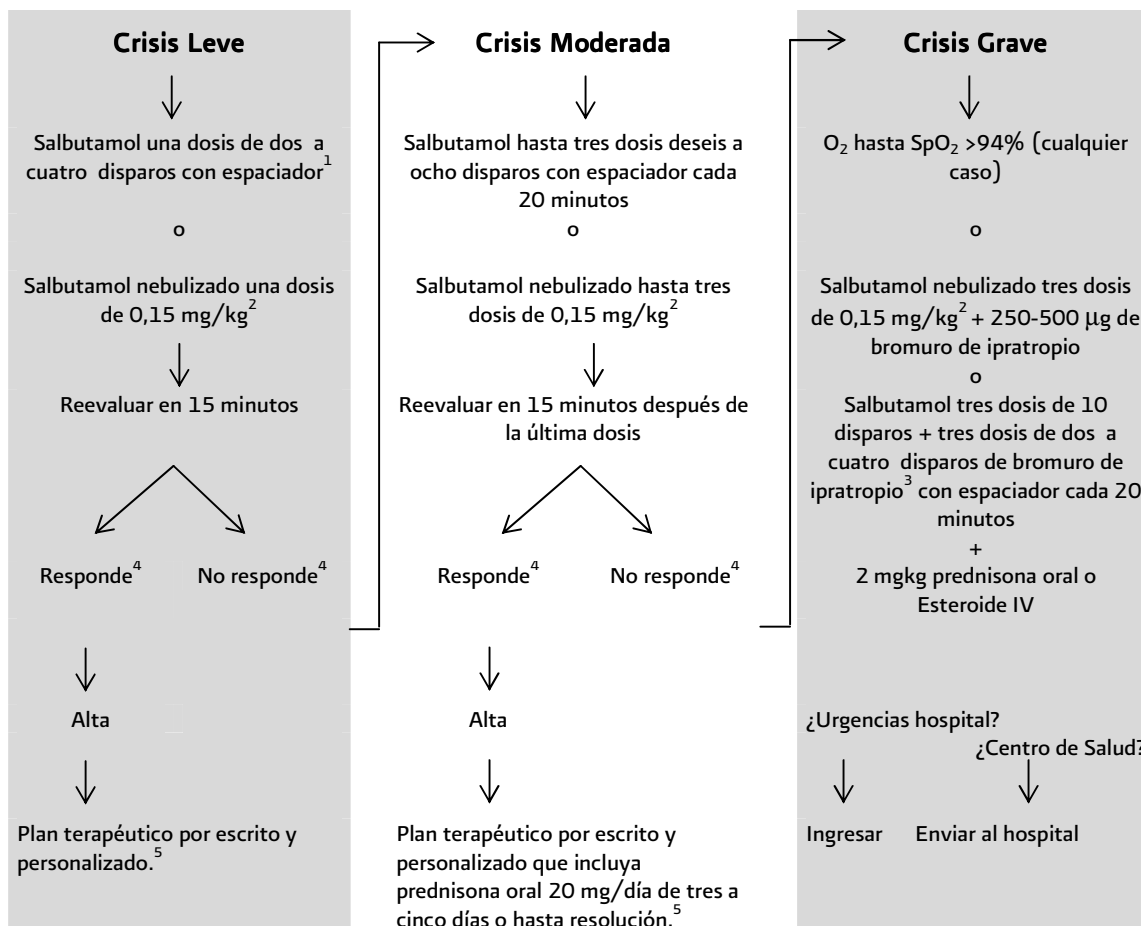 Crisis Leve
Salbutamol una dosis de dos a
cuatro disparos con espaciador¹
o
Salbutamol nebulizado una dosis
de 0,15 mg/kg²
Reevaluar en 15 minutos
Responde⁴ No responde⁴
Alta
Plan terapéutico por escrito y
personalizado.⁵
Crisis Moderada
Salbutamol hasta tres dosis deseis a
ocho disparos con espaciador cada
20 minutos
o
Salbutamol nebulizado hasta tres
dosis de 0,15 mg/kg²
Reevaluar en 15 minutos después de
la última dosis
Responde⁴ No responde⁴
Alta
Plan terapéutico por escrito y
personalizado que incluya
prednisona oral 20 mg/día de tres a
cinco días o hasta resolución.⁵
Crisis Grave
O₂ hasta SpO₂ >94% (cualquier
caso)
o
Salbutamol nebulizado tres dosis
de 0,15 mg/kg² + 250-500 µg de
bromuro de ipratropio
o
Salbutamol tres dosis de 10
disparos + tres dosis de dos a
cuatro disparos de bromuro de
ipratropio³ con espaciador cada 20
minutos
+
2 mgkg prednisona oral o
Esteroide IV
¿Urgencias hospital?
¿Centro de Salud?
Ingresar Enviar al hospital